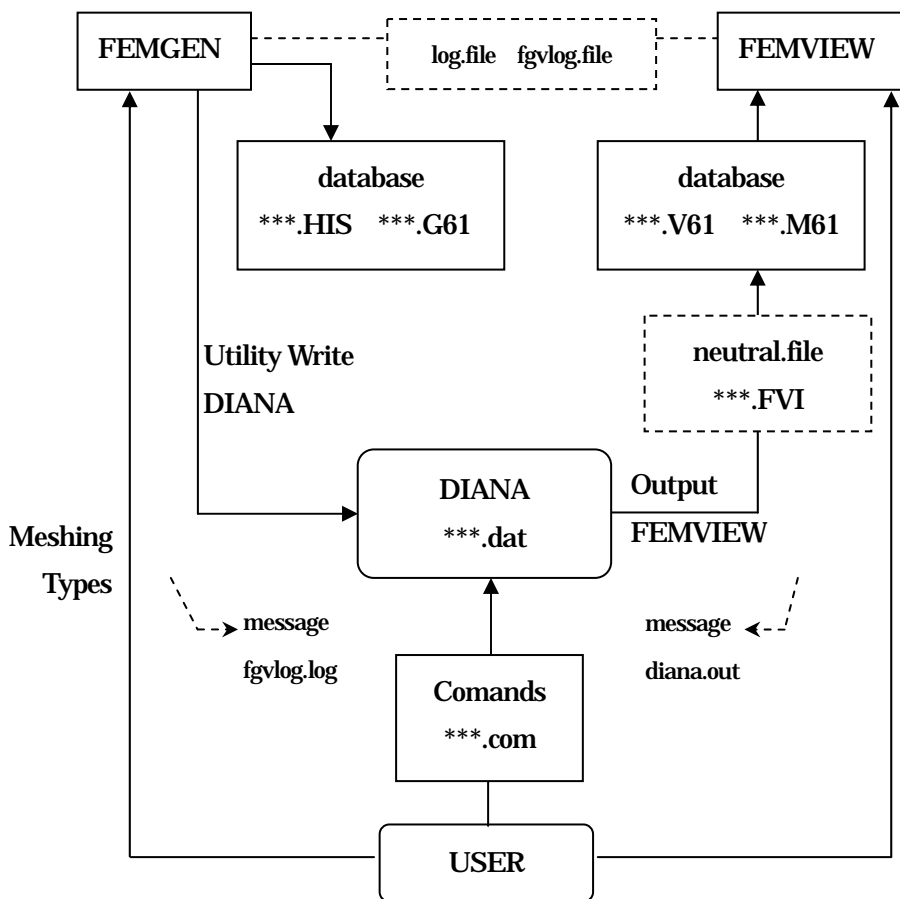 FEMGEN
log.file fgvlog.file
FEMVIEW
database
***.HIS ***.G61
database
***.V61 ***.M61
neutral.file
***.FVI
Utility Write
DIANA
DIANA
***.dat
Output
FEMVIEW
Meshing
Types
message
fgvlog.log
message
diana.out
Comands
***.com
USER